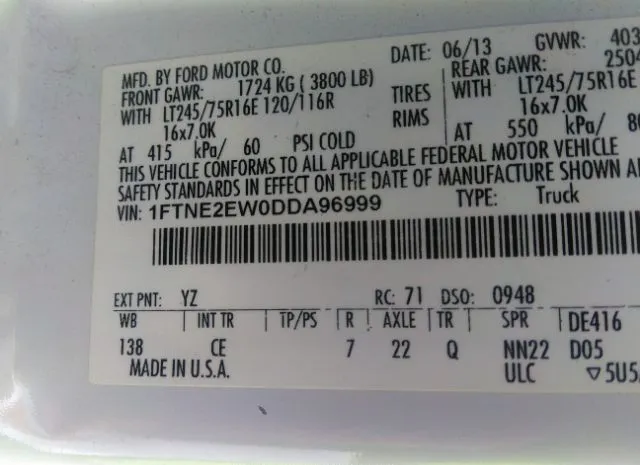 MFD. BY FORD MOTOR CO. DATE: 06/13 GVWR: 403
FRONT GAWR: 1724 KG ( 3800 LB) REAR GAWR: 2504
WITH LT245/75R16E 120/116R TIRES WITH LT245/75R16E
16x7.0K RIMS 16x7.0K
AT 415 kPa/ 60 PSI COLD AT 550 kPa/ 80
THIS VEHICLE CONFORMS TO ALL APPLICABLE FEDERAL MOTOR VEHICLE
SAFETY STANDARDS IN EFFECT ON THE DATE OF MANUFACTURE SHOWN
VIN: 1FTNE2EW0DDA96999 TYPE: Truck
EXT PNT: YZ RC: 71 DSO: 0948
WB INT TR TP/PS R AXLE TR SPR DE416
138 CE 7 22 Q NN22 D05
MADE IN U.S.A. ULC ▽5U5